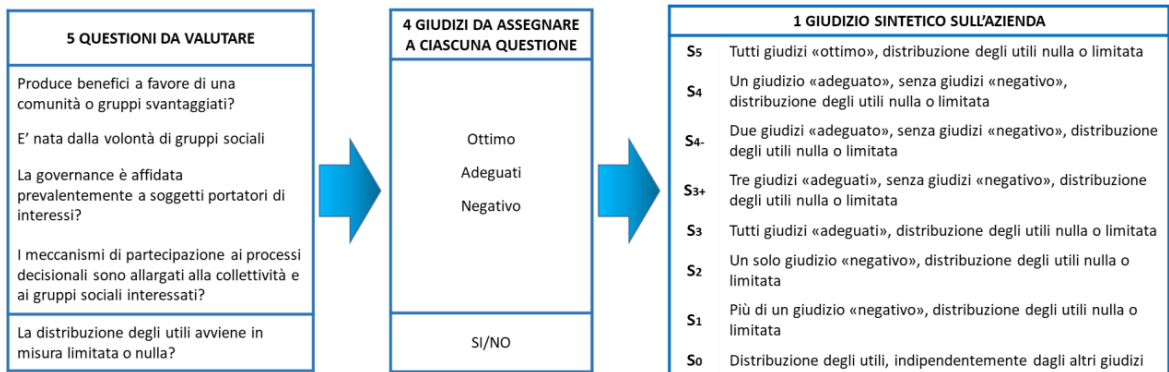 5 QUESTIONI DA VALUTARE
Produce benefici a favore di una
comunità o gruppi svantaggiati?
E' nata dalla volontà di gruppi sociali
La governance è affidata
prevalentemente a soggetti portatori di
interessi?
I meccanismi di partecipazione ai processi
decisionali sono allargati alla collettività e
ai gruppi sociali interessati?
La distribuzione degli utili avviene in
misura limitata o nulla?
4 GIUDIZI DA ASSEGNARE
A CIASCUNA QUESTIONE
Ottimo
Adeguati
Negativo
SI/NO
1 GIUDIZIO SINTETICO SULL'AZIENDA
S5 Tutti giudizi «ottimo», distribuzione degli utili nulla o limitata
S4 Un giudizio «adeguato», senza giudizi «negativo»,
distribuzione degli utili nulla o limitata
S4- Due giudizi «adeguato», senza giudizi «negativo», distribuzione
degli utili nulla o limitata
S3+ Tre giudizi «adeguati», senza giudizi «negativo», distribuzione
degli utili nulla o limitata
S3 Tutti giudizi «adeguati», distribuzione degli utili nulla o limitata
S2 Un solo giudizio «negativo», distribuzione degli utili nulla o
limitata
S1 Più di un giudizio «negativo», distribuzione degli utili nulla o
limitata
S0 Distribuzione degli utili, indipendentemente dagli altri giudizi